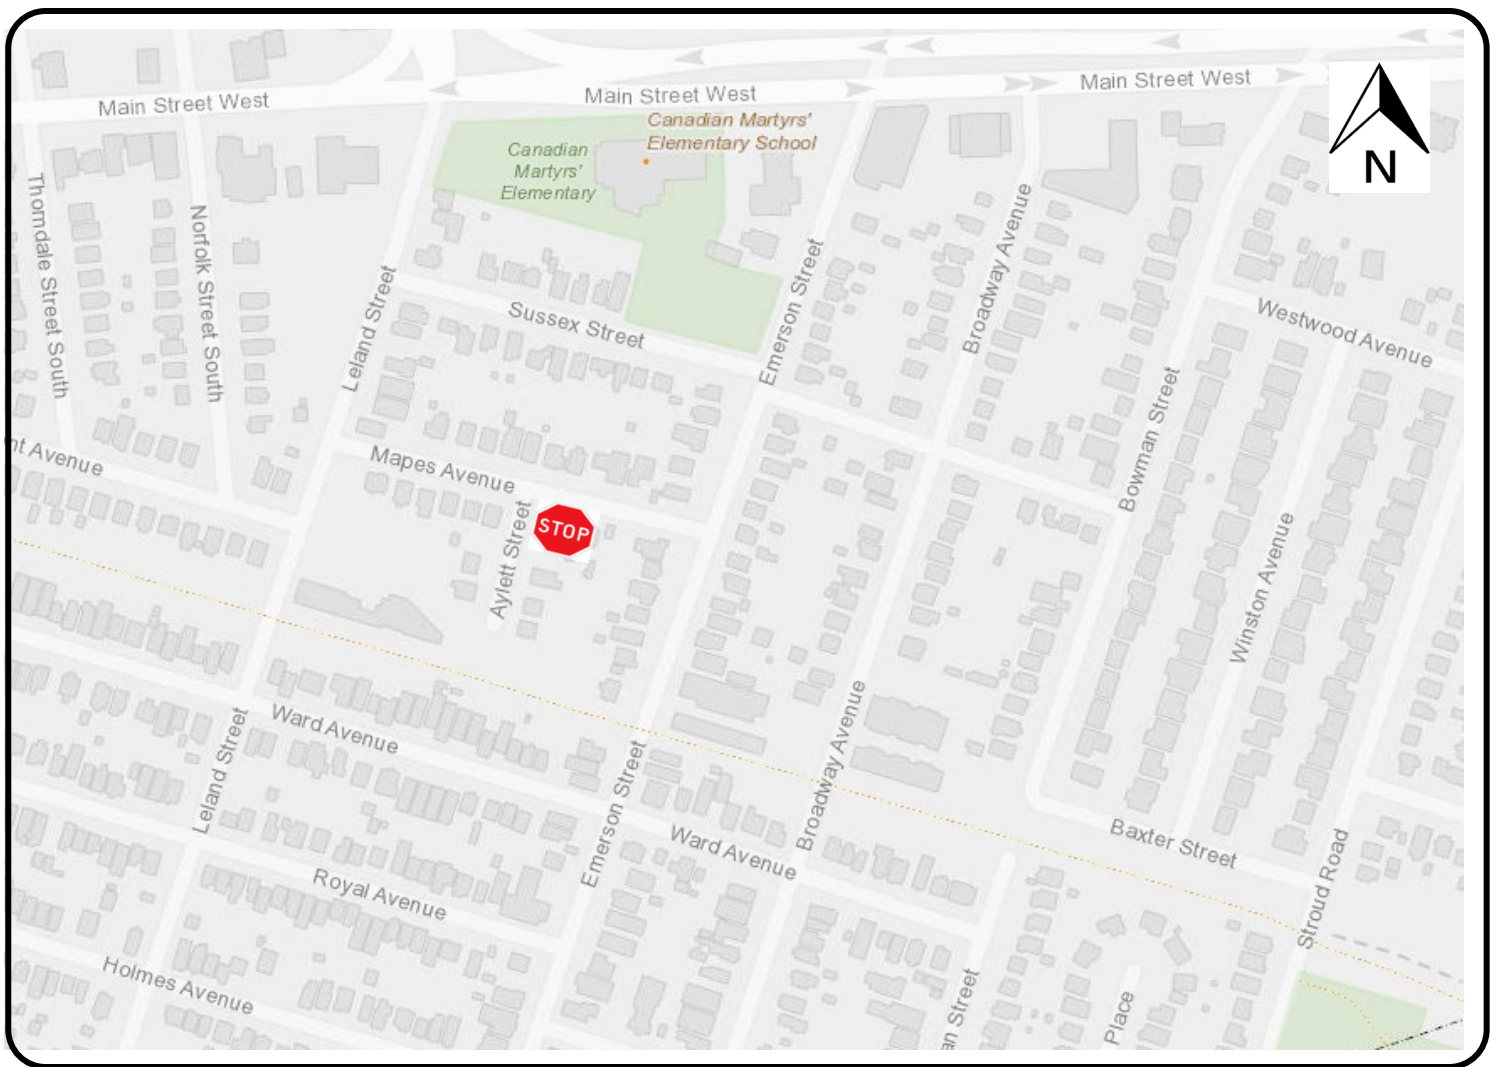 Main Street West
Main Street West
Main Street West
Canadian Martyrs'
Elementary School
Canadian
Martyrs'
Elementary
N
Thorndale Street South
Norfolk Street South
Leland Street
Sussex Street
Emerson Street
Broadway Avenue
Westwood Avenue
Bowman Street
nt Avenue
Mapes Avenue
Aylett Street
STOP
Winston Avenue
Ward Avenue
Leland Street
Emerson Street
Broadway Avenue
Ward Avenue
Baxter Street
Stroud Road
Royal Avenue
Holmes Avenue
an Street
Place